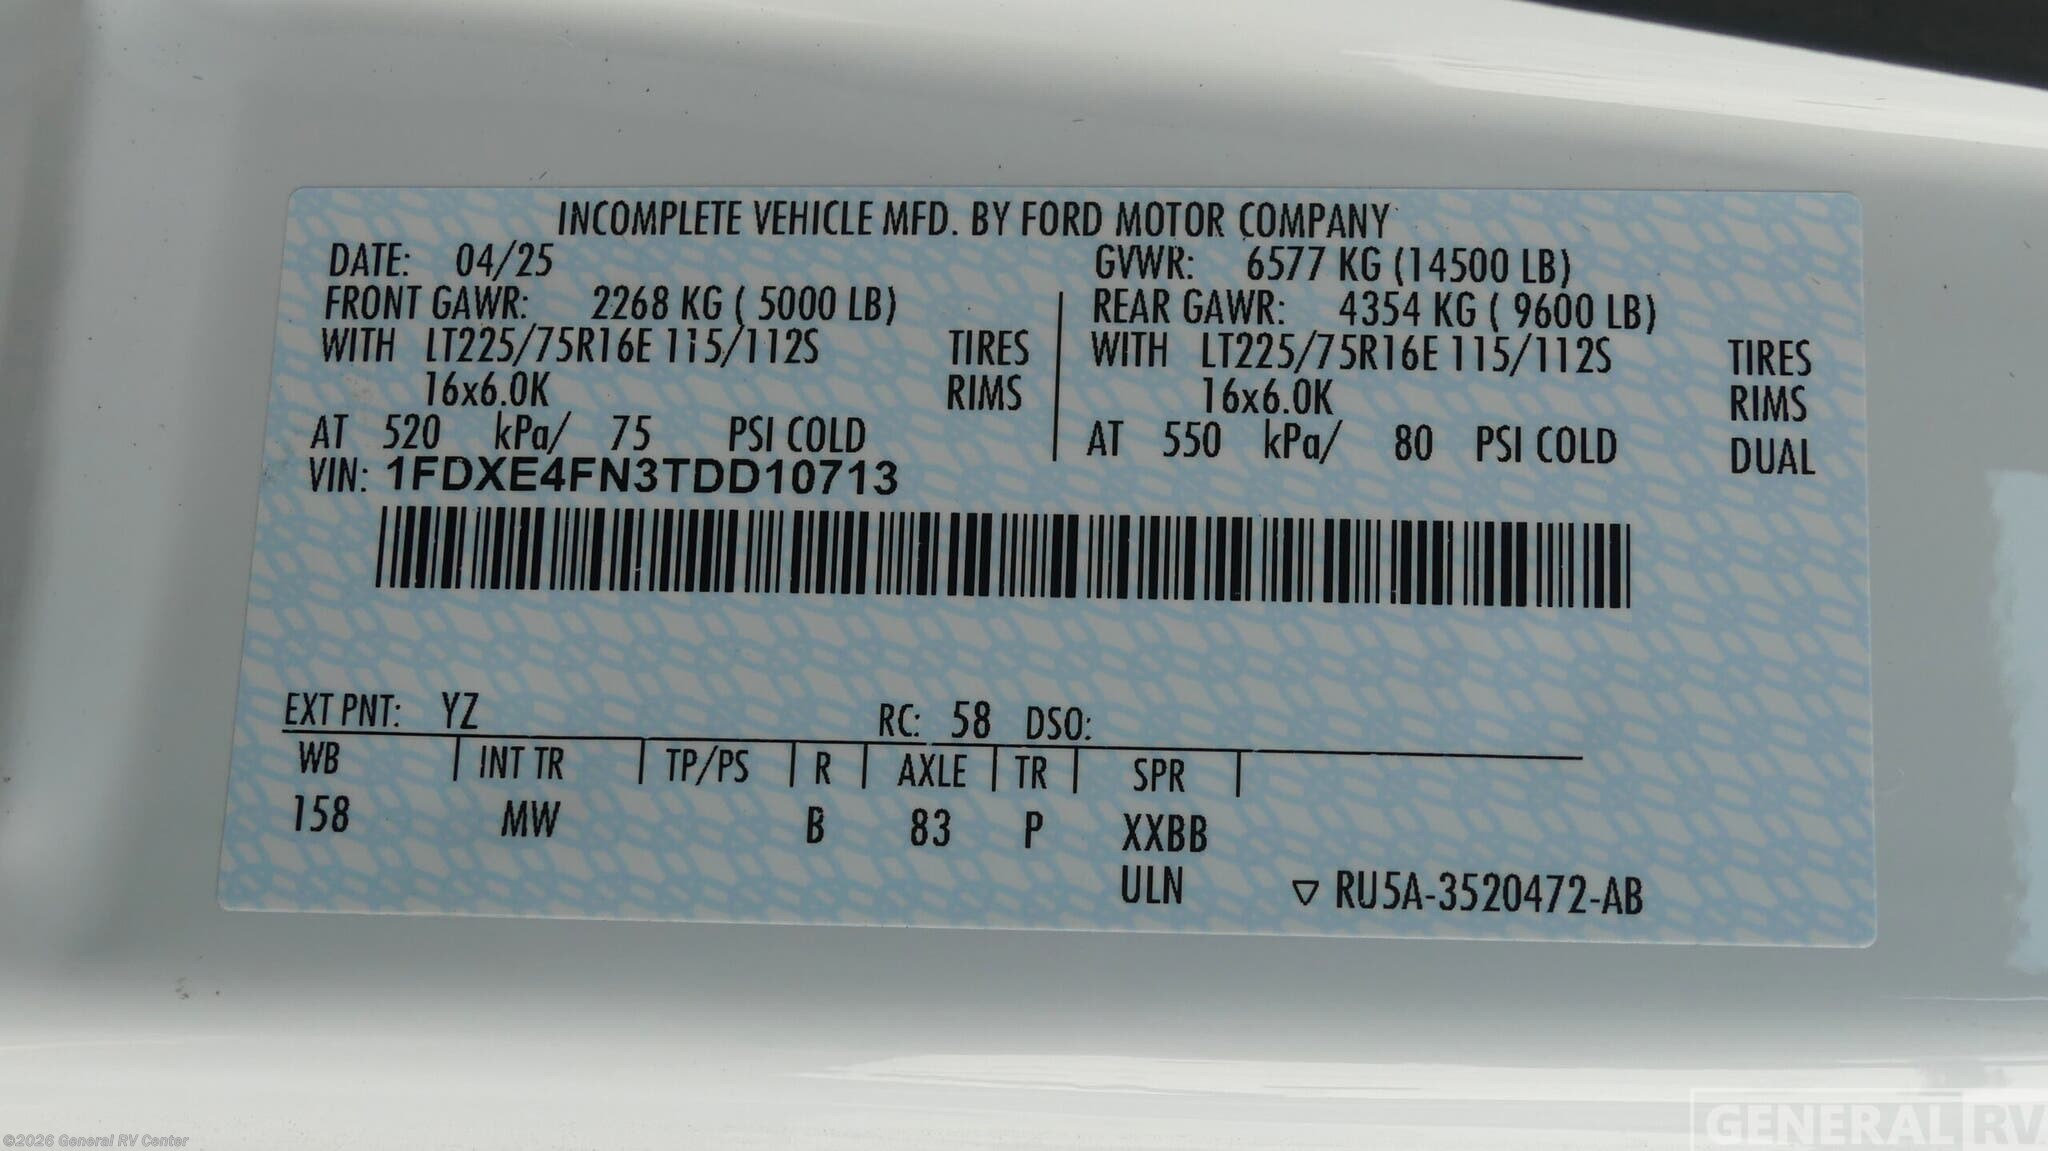 INCOMPLETE VEHICLE MFD. BY FORD MOTOR COMPANY
DATE: 04/25 GVWR: 6577 KG (14500 LB)
FRONT GAWR: 2268 KG ( 5000 LB) REAR GAWR: 4354 KG ( 9600 LB)
WITH LT225/75R16E 115/112S TIRES WITH LT225/75R16E 115/112S TIRES
16x6.0K RIMS 16x6.0K RIMS
AT 520 kPa/ 75 PSI COLD AT 550 kPa/ 80 PSI COLD DUAL
VIN: 1FDXE4FN3TDD10713
EXT PNT: YZ RC: 58 DSO:
WB INT TR TP/PS R AXLE TR SPR
158 MW B 83 P XXBB
ULN ▽ RU5A-3520472-AB
©2026 General RV Center
GENERAL RV